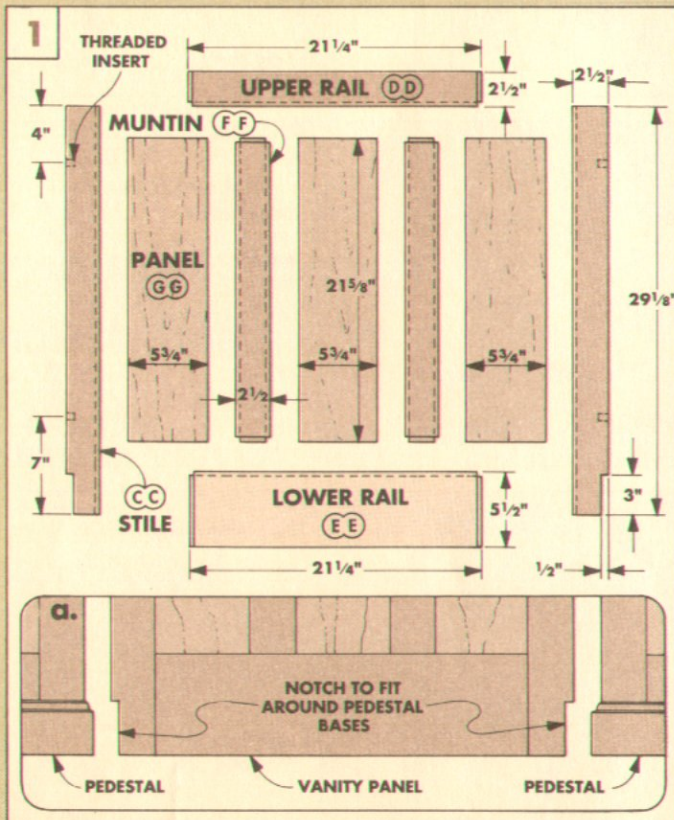 1
THREADED
INSERT
21¼"
UPPER RAIL DD
2½"
2½"
4"
MUNTIN FF
PANEL
GG
21⅝"
29⅛"
5¾"
5¾"
5¾"
2½
7"
CC
STILE
LOWER RAIL
EE
5½"
3"
21¼"
½"
a.
NOTCH TO FIT
AROUND PEDESTAL
BASES
PEDESTAL
VANITY PANEL
PEDESTAL